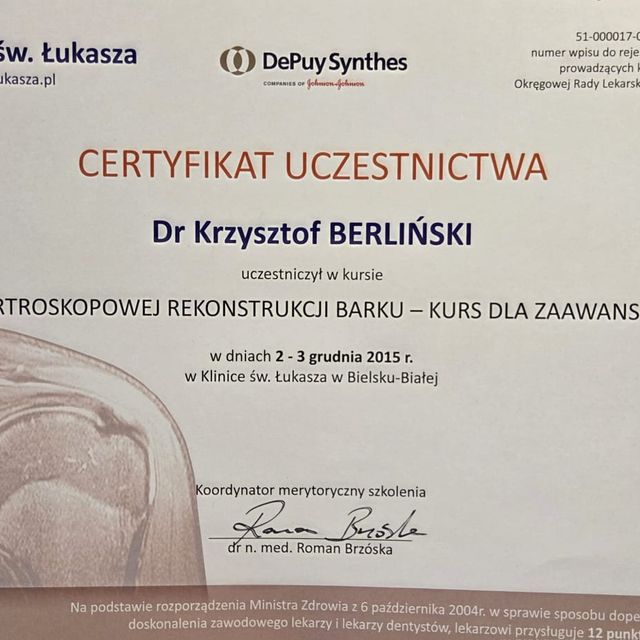 św. Łukasza
ukasza.pl
DePuy Synthes
COMPANIES OF Johnson & Johnson
51-000017-
numer wpisu do reje
prowadzących k
Okręgowej Rady Lekarsk
CERTYFIKAT UCZESTNICTWA
Dr Krzysztof BERLIŃSKI
uczestniczył w kursie
RTROSKOPOWEJ REKONSTRUKCJI BARKU – KURS DLA ZAAWANS
w dniach 2 - 3 grudnia 2015 r.
w Klinice św. Łukasza w Bielsku-Białej
Koordynator merytoryczny szkolenia
Roman Brzóska
dr n. med. Roman Brzóska
Na podstawie rozporządzenia Ministra Zdrowia z 6 października 2004r. w sprawie sposobu dope
doskonalenia zawodowego lekarzy i lekarzy dentystów, lekarzowi przysługuje 12 punk